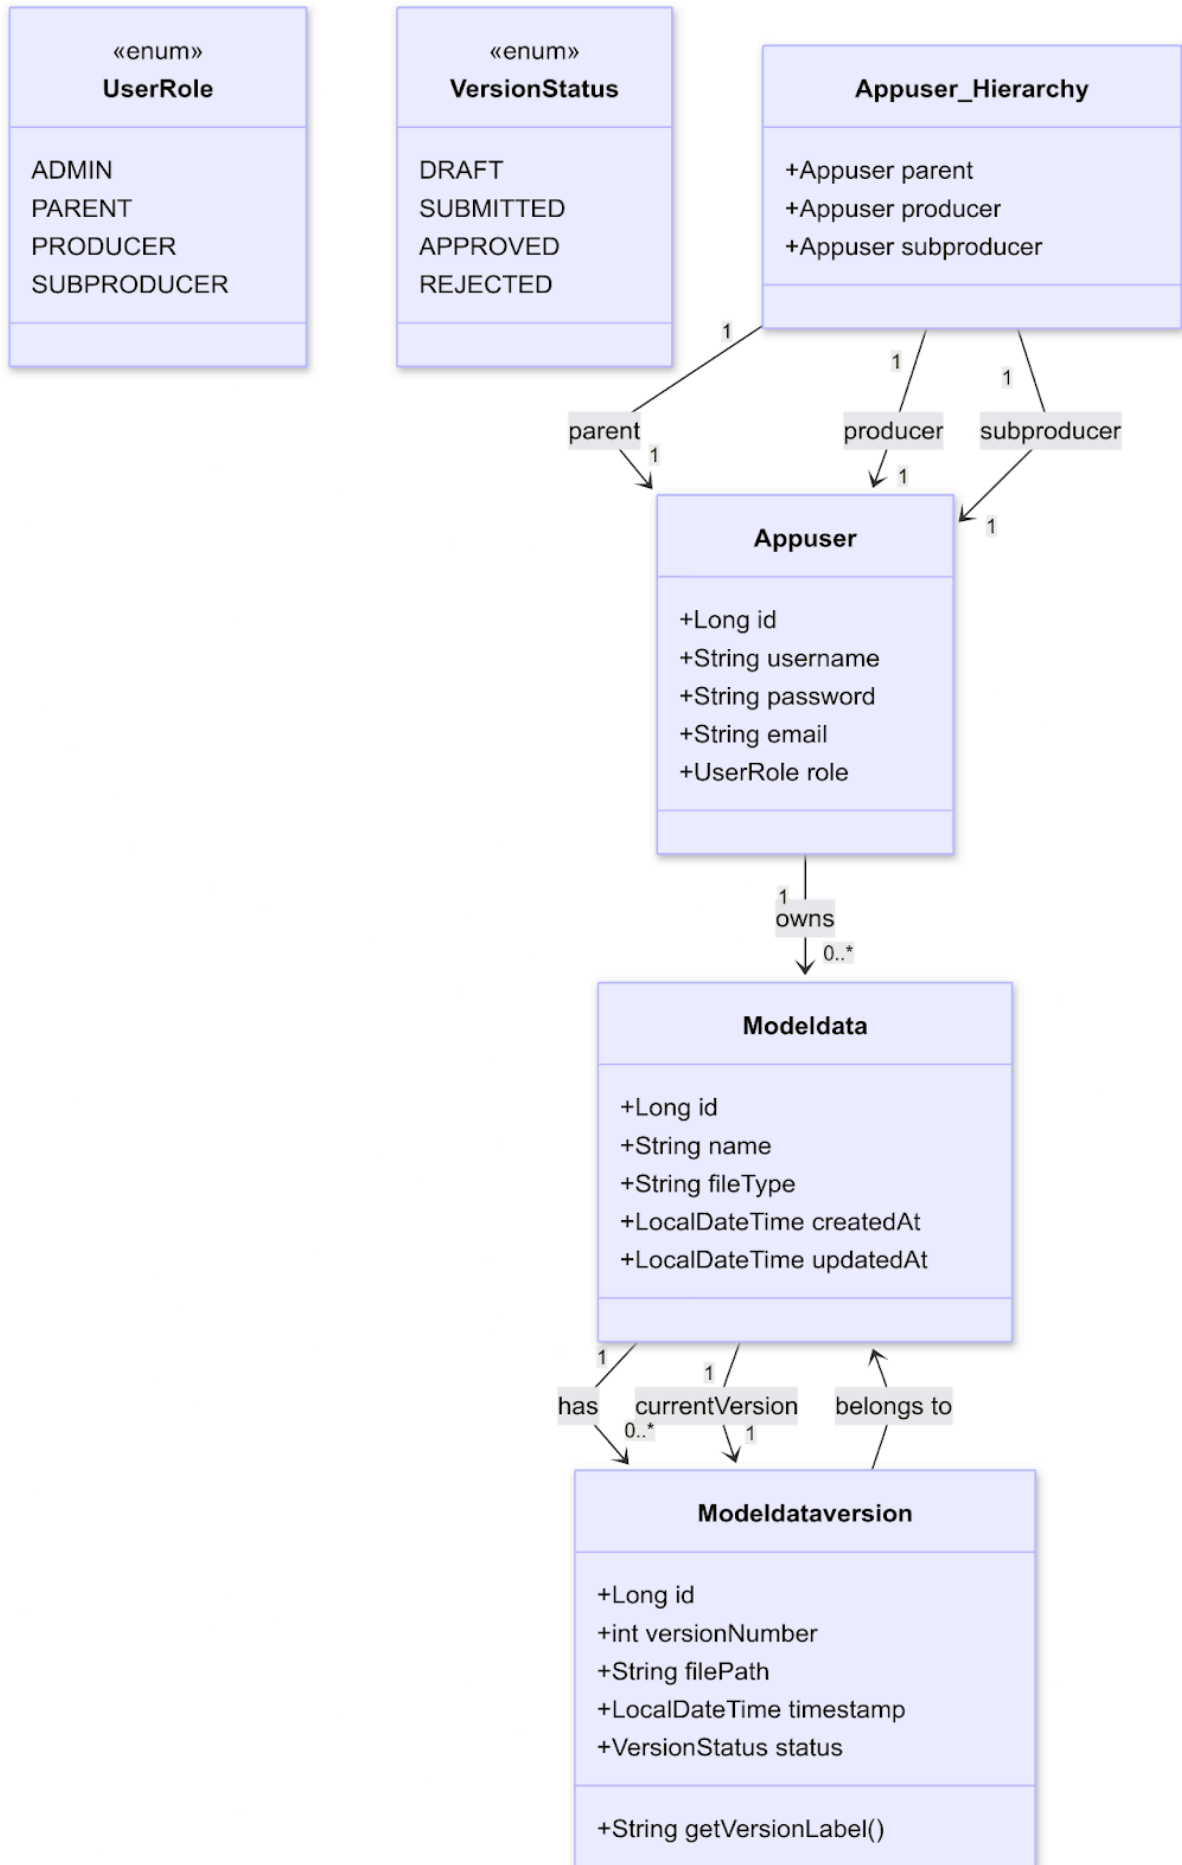 «enum»
UserRole
ADMIN
PARENT
PRODUCER
SUBPRODUCER
«enum»
VersionStatus
DRAFT
SUBMITTED
APPROVED
REJECTED
Appuser_Hierarchy
+Appuser parent
+Appuser producer
+Appuser subproducer
1
1
1
parent
producer
subproducer
1
1
1
Appuser
+Long id
+String username
+String password
+String email
+UserRole role
1
owns
0..*
Modeldata
+Long id
+String name
+String fileType
+LocalDateTime createdAt
+LocalDateTime updatedAt
1
1
has
currentVersion
belongs to
0..*
1
Modeldataversion
+Long id
+int versionNumber
+String filePath
+LocalDateTime timestamp
+VersionStatus status
+String getVersionLabel()